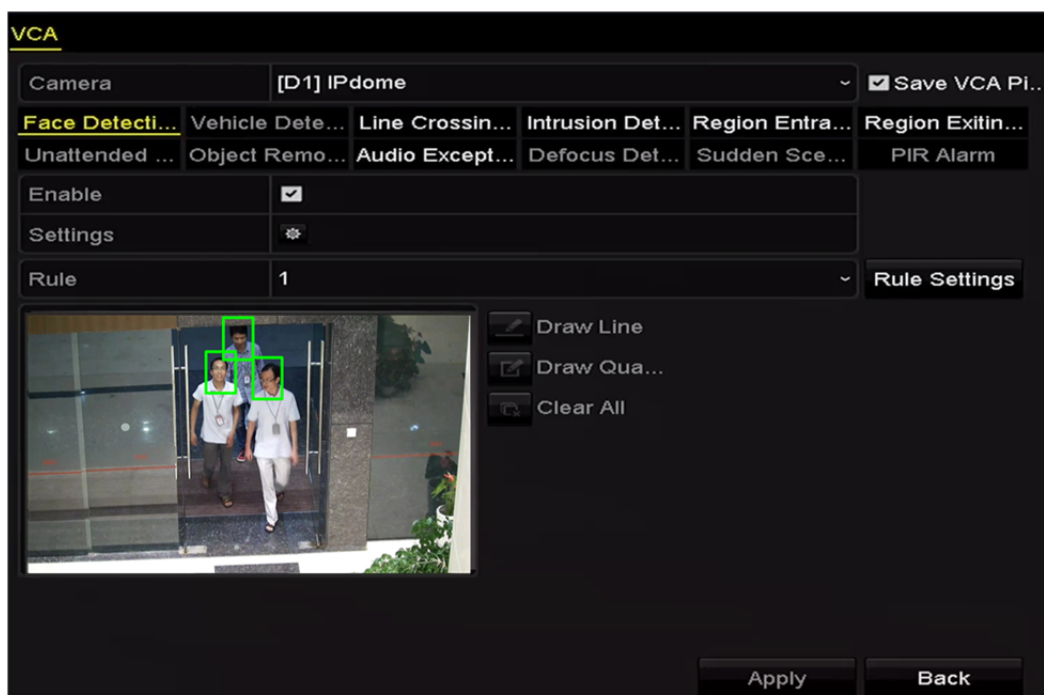 VCA
Camera [D1] IPdome Save VCA Pi..
Face Detecti... Vehicle Dete... Line Crossin... Intrusion Det... Region Entra... Region Exitin...
Unattended ... Object Remo... Audio Except... Defocus Det... Sudden Sce... PIR Alarm
Enable
Settings
Rule 1 Rule Settings
Draw Line
Draw Qua...
Clear All
Apply Back